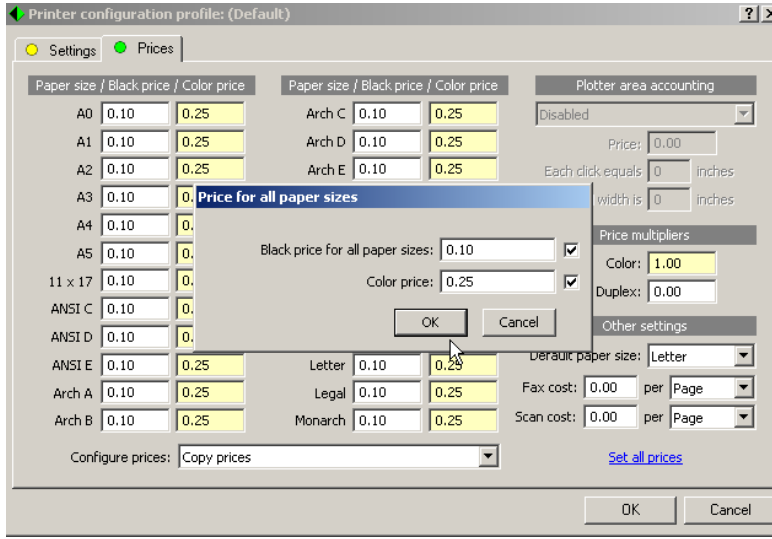 Printer configuration profile: (Default)
Settings
Prices
Paper size / Black price / Color price
A0 0.10 0.25
A1 0.10 0.25
A2 0.10 0.25
A3 0.10 0.
A4 0.10 0.
A5 0.10 0.
11 x 17 0.10 0.
ANSI C 0.10 0.
ANSI D 0.10 0.
ANSI E 0.10 0.25
Arch A 0.10 0.25
Arch B 0.10 0.25
Paper size / Black price / Color price
Arch C 0.10 0.25
Arch D 0.10 0.25
Arch E 0.10 0.25
Letter 0.10 0.25
Legal 0.10 0.25
Monarch 0.10 0.25
Price for all paper sizes
Black price for all paper sizes: 0.10
Color price: 0.25
OK
Cancel
Plotter area accounting
Disabled
Price: 0.00
Each click equals 0 inches
width is 0 inches
Price multipliers
Color: 1.00
Duplex: 0.00
Other settings
Default paper size: Letter
Fax cost: 0.00 per Page
Scan cost: 0.00 per Page
Configure prices: Copy prices
Set all prices
OK
Cancel